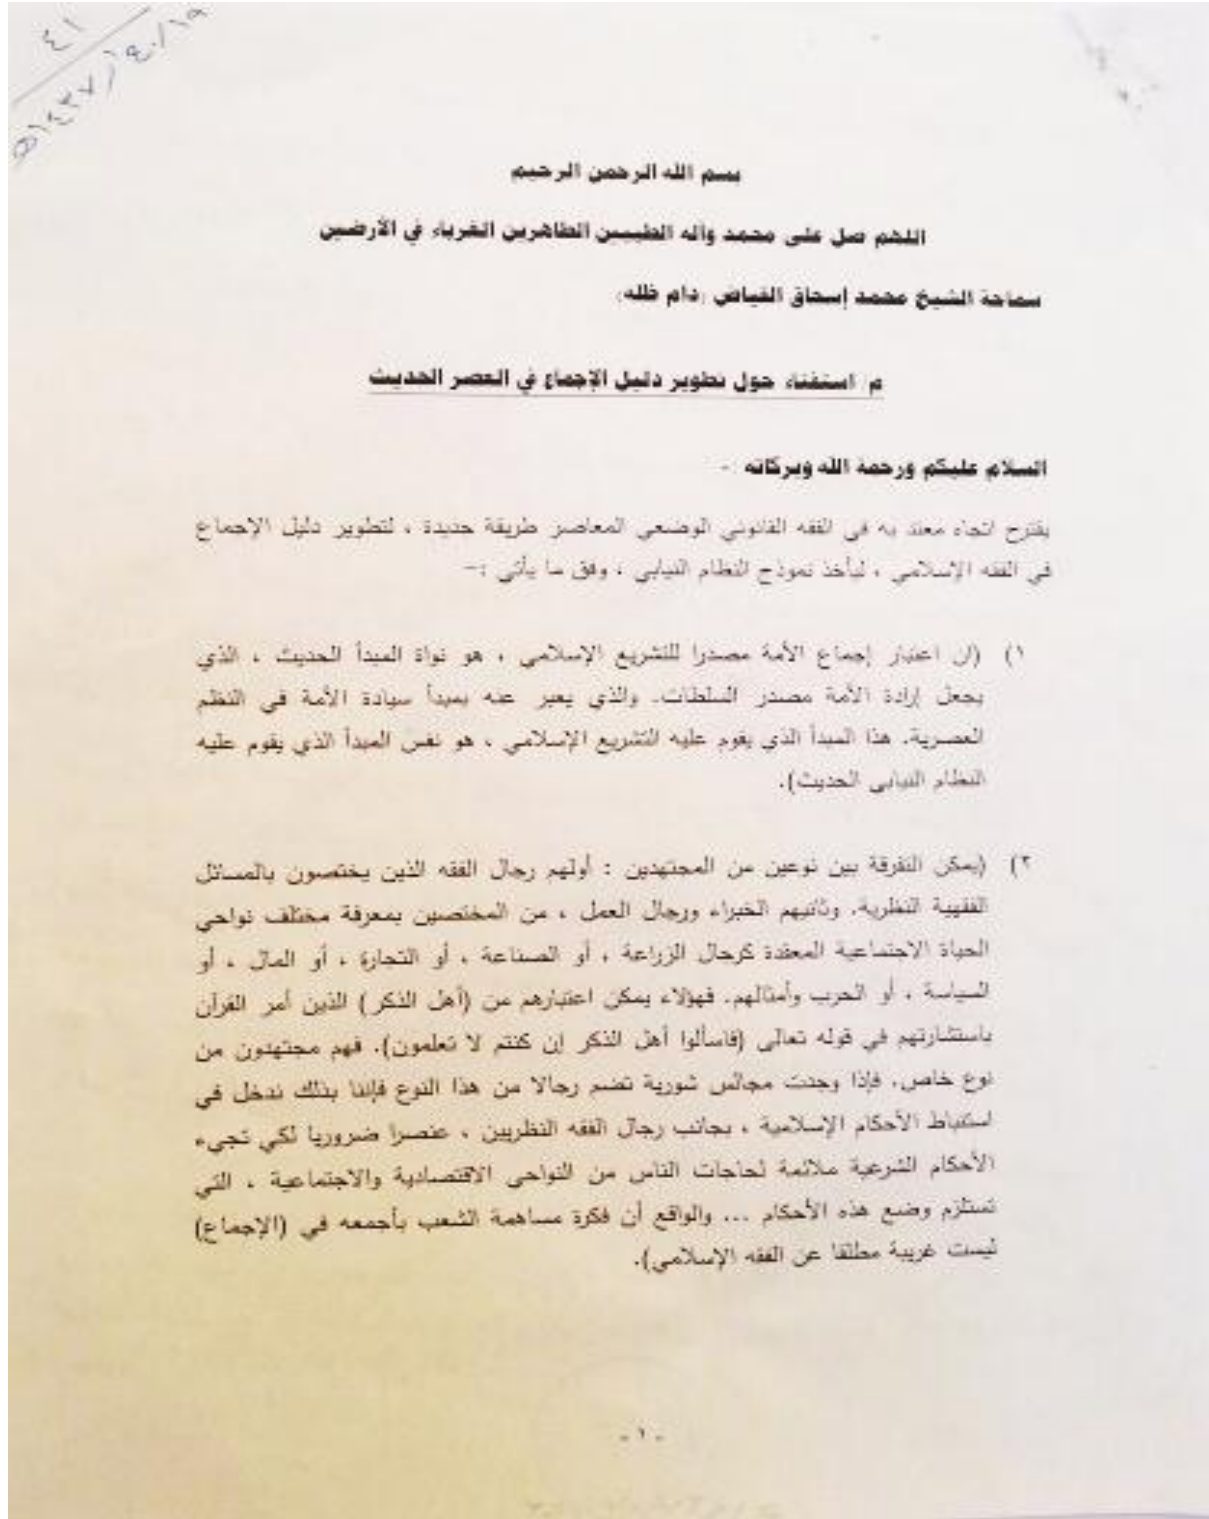 ٤١
١٩/١٠/١٤٣٧هـ
بسم الله الرحمن الرحيم
اللهم صل على محمد وآله الطيبين الطاهرين الغرباء في الأرضين
سماحة الشيخ محمد إسحاق الفياض (دام ظله)
م/ استفتاء حول تطوير دليل الإجماع في العصر الحديث
السلام عليكم ورحمة الله وبركاته :-
يقترح اتجاه معتد به في الفقه القانوني الوضعي المعاصر طريقة جديدة ، لتطوير دليل الإجماع
في الفقه الإسلامي ، ليأخذ نموذج النظام النيابي ، وفق ما يأتي :-
١) (ان اعتبار إجماع الأمة مصدرا للتشريع الإسلامي ، هو نواة المبدأ الحديث ، الذي
يجعل إرادة الأمة مصدر السلطات. والذي يعبر عنه بمبدأ سيادة الأمة في النظم
العصرية. هذا المبدأ الذي يقوم عليه التشريع الإسلامي ، هو نفس المبدأ الذي يقوم عليه
النظام النيابي الحديث).
٢) (يمكن التفرقة بين نوعين من المجتهدين : أولهم رجال الفقه الذين يختصون بالمسائل
الفقهية النظرية. وثانيهم الخبراء ورجال العمل ، من المختصين بمعرفة مختلف نواحي
الحياة الاجتماعية المعقدة كرجال الزراعة ، أو الصناعة ، أو التجارة ، أو المال ، أو
السياسة ، أو الحرب وأمثالهم. فهؤلاء يمكن اعتبارهم من (أهل الذكر) الذين أمر القرآن
باستشارتهم في قوله تعالى (فاسألوا أهل الذكر إن كنتم لا تعلمون). فهم مجتهدون من
نوع خاص. فإذا وجدت مجالس شورية تضم رجالا من هذا النوع فإننا بذلك ندخل في
استنباط الأحكام الإسلامية ، بجانب رجال الفقه النظريين ، عنصرا ضروريا لكي تجيء
الأحكام الشرعية ملائمة لحاجات الناس من النواحي الاقتصادية والاجتماعية ، التي
تستلزم وضع هذه الأحكام ... والواقع أن فكرة مساهمة الشعب بأجمعه في (الإجماع)
ليست غريبة مطلقا عن الفقه الإسلامي).
- ١ -